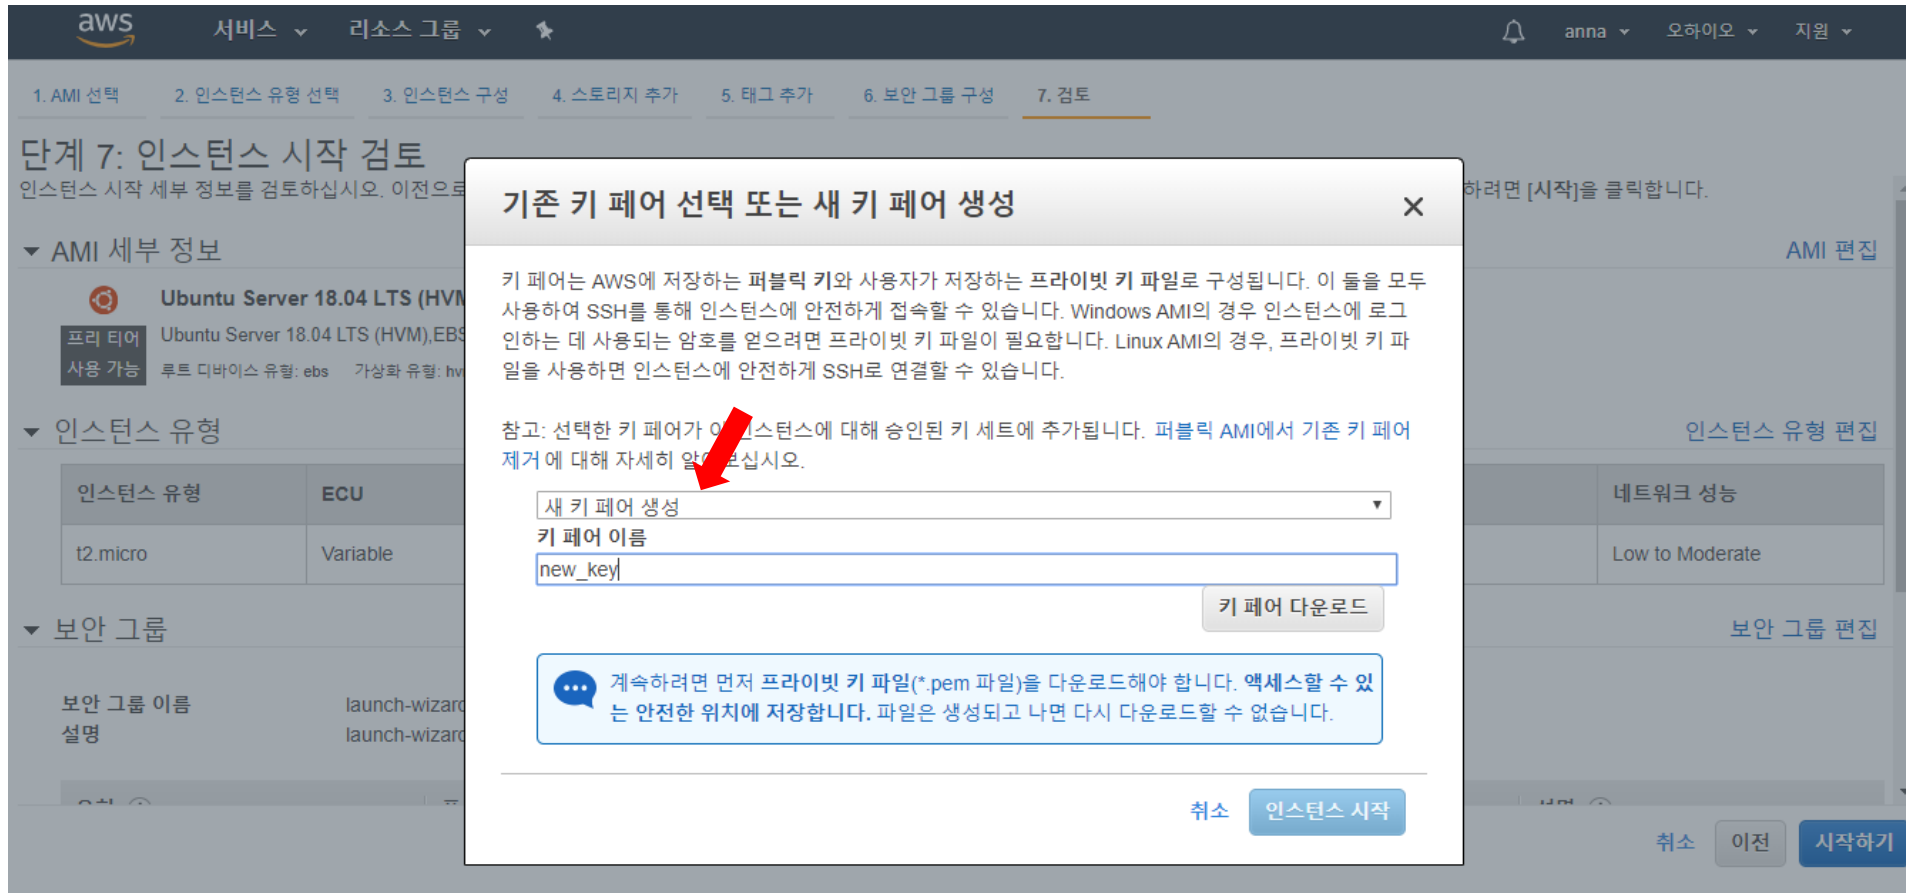 aws 서비스 리소스 그룹 anna 오하이오 지원
1. AMI 선택 2. 인스턴스 유형 선택 3. 인스턴스 구성 4. 스토리지 추가 5. 태그 추가 6. 보안 그룹 구성 7. 검토
단계 7: 인스턴스 시작 검토
인스턴스 시작 세부 정보를 검토하십시오. 이전으로 하려면 [시작]을 클릭합니다.
AMI 세부 정보
AMI 편집
Ubuntu Server 18.04 LTS (HVM
프리 티어
사용 가능
Ubuntu Server 18.04 LTS (HVM),EBS
루트 디바이스 유형: ebs 가상화 유형: hv
인스턴스 유형
인스턴스 유형 편집
인스턴스 유형 ECU 네트워크 성능
t2.micro Variable Low to Moderate
보안 그룹
보안 그룹 편집
보안 그룹 이름 launch-wizard
설명 launch-wizard
기존 키 페어 선택 또는 새 키 페어 생성
키 페어는 AWS에 저장하는 퍼블릭 키와 사용자가 저장하는 프라이빗 키 파일로 구성됩니다. 이 둘을 모두
사용하여 SSH를 통해 인스턴스에 안전하게 접속할 수 있습니다. Windows AMI의 경우 인스턴스에 로그
인하는 데 사용되는 암호를 얻으려면 프라이빗 키 파일이 필요합니다. Linux AMI의 경우, 프라이빗 키 파
일을 사용하면 인스턴스에 안전하게 SSH로 연결할 수 있습니다.
참고: 선택한 키 페어가 이 인스턴스에 대해 승인된 키 세트에 추가됩니다. 퍼블릭 AMI에서 기존 키 페어
제거에 대해 자세히 알아보십시오.
새 키 페어 생성
키 페어 이름
new_key
키 페어 다운로드
계속하려면 먼저 프라이빗 키 파일(*.pem 파일)을 다운로드해야 합니다. 액세스할 수 있
는 안전한 위치에 저장합니다. 파일은 생성되고 나면 다시 다운로드할 수 없습니다.
취소 인스턴스 시작
취소 이전 시작하기